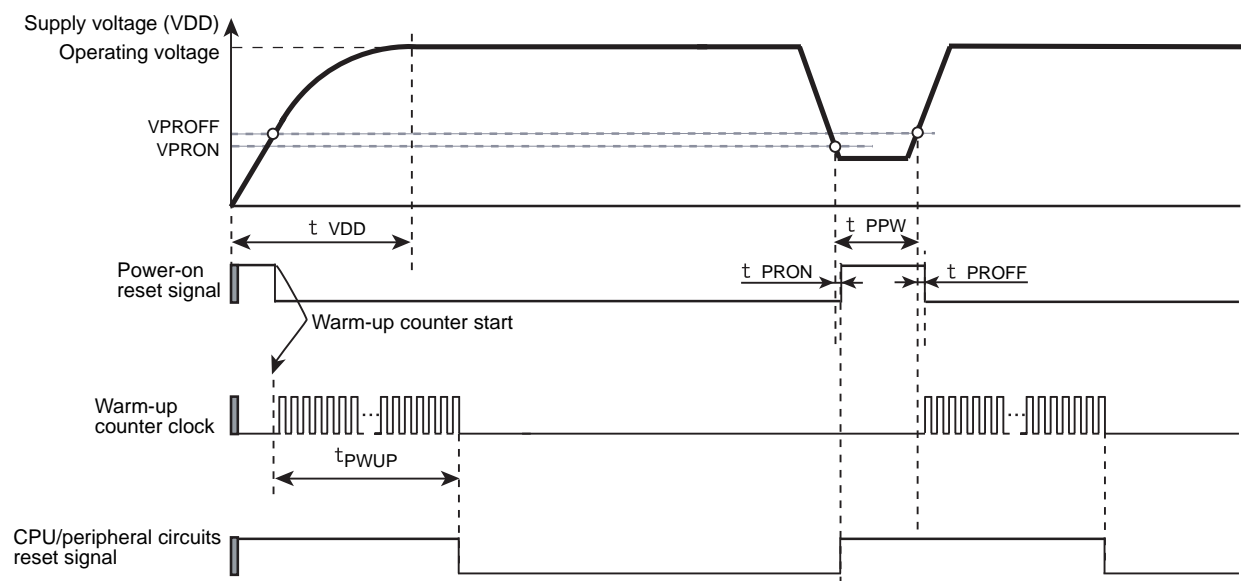 Supply voltage (VDD)
Operating voltage
VPROFF
VPRON
t VDD
t PPW
Power-on
reset signal
t PRON
t PROFF
Warm-up counter start
Warm-up
counter clock
...
...
tPWUP
CPU/peripheral circuits
reset signal